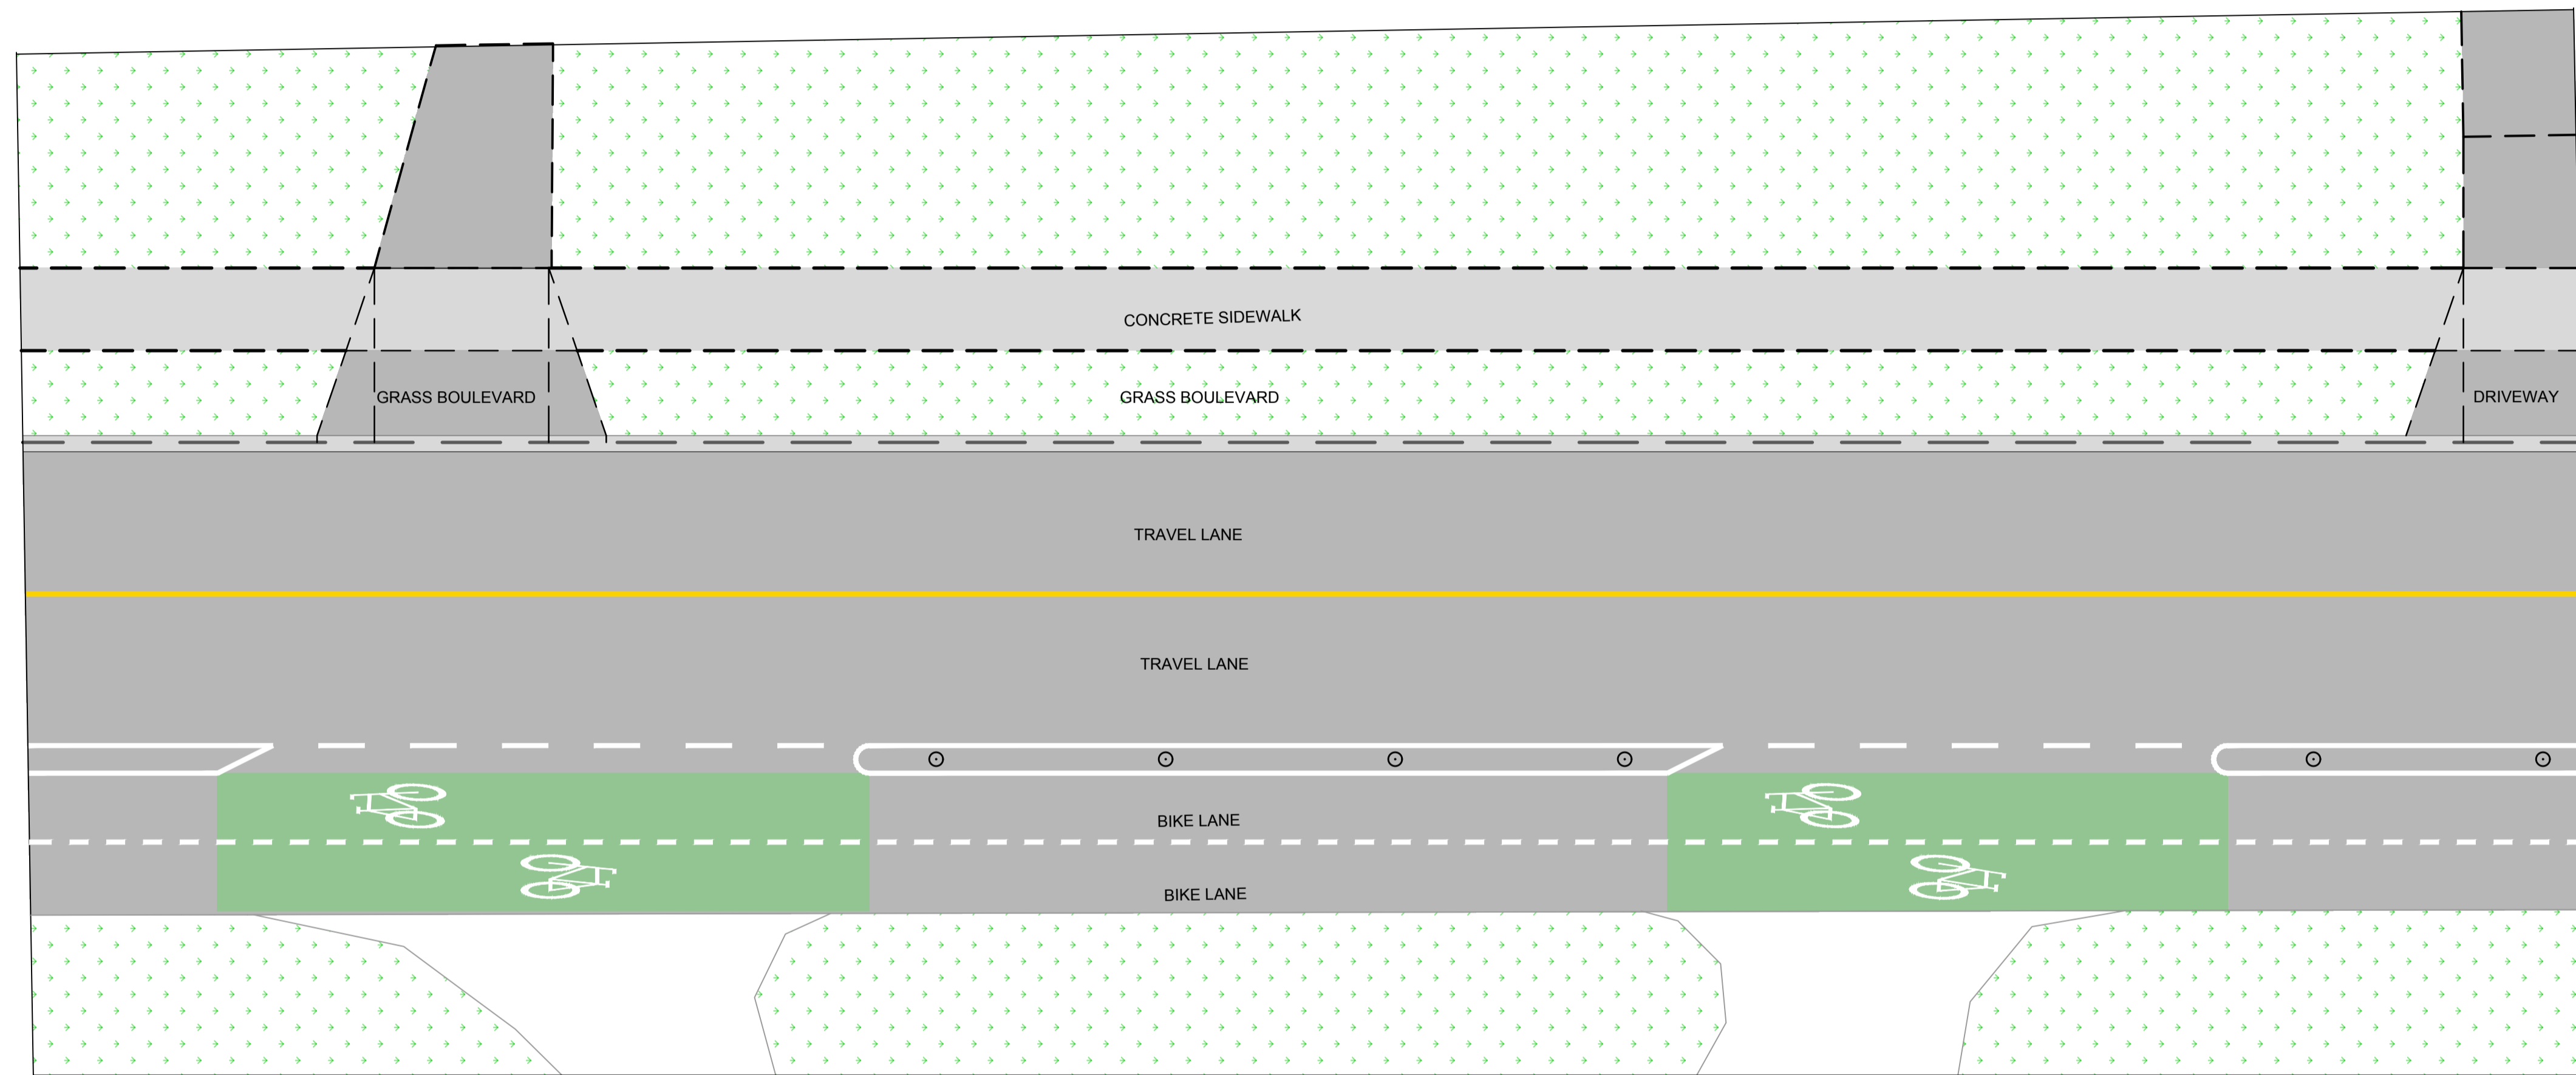 CONCRETE SIDEWALK
GRASS BOULEVARD
GRASS BOULEVARD
DRIVEWAY
TRAVEL LANE
TRAVEL LANE
BIKE LANE
BIKE LANE